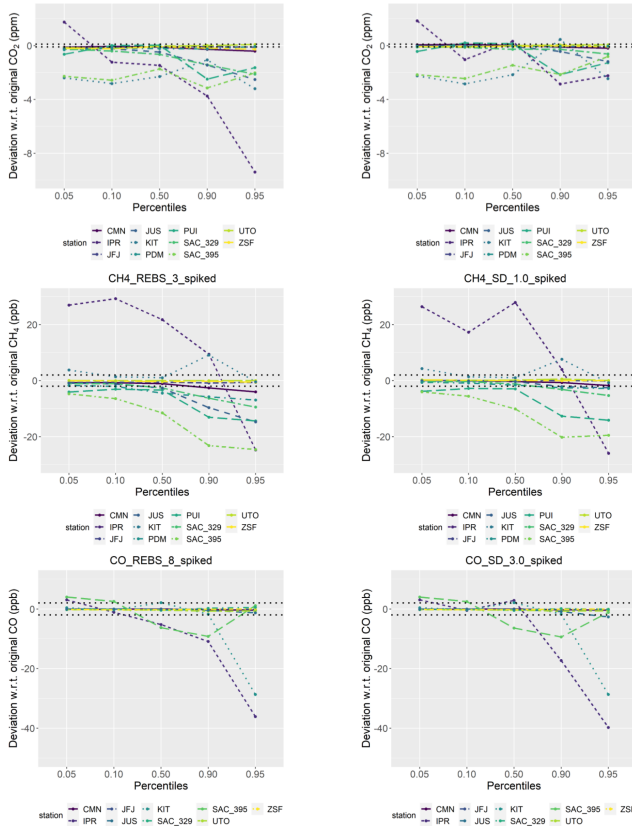 Deviation w.r.t. original CO2 (ppm)
0
-4
-8
0.05 0.10 0.50 0.90 0.95
Percentiles
station
CMN JUS PUI UTO
IPR KIT SAC_329 ZSF
JFJ PDM SAC_395
Deviation w.r.t. original CO2 (ppm)
0
-4
-8
0.05 0.10 0.50 0.90 0.95
Percentiles
station
CMN JUS PUI UTO
IPR KIT SAC_329 ZSF
JFJ PDM SAC_395
CH4_REBS_3_spiked
Deviation w.r.t. original CH4 (ppb)
20
0
-20
0.05 0.10 0.50 0.90 0.95
Percentiles
station
CMN JUS PUI UTO
IPR KIT SAC_329 ZSF
JFJ PDM SAC_395
CH4_SD_1.0_spiked
Deviation w.r.t. original CH4 (ppb)
20
0
-20
0.05 0.10 0.50 0.90 0.95
Percentiles
station
CMN JUS PUI UTO
IPR KIT SAC_329 ZSF
JFJ PDM SAC_395
CO_REBS_8_spiked
Deviation w.r.t. original CO (ppb)
0
-20
-40
0.05 0.10 0.50 0.90 0.95
Percentiles
station
CMN JFJ KIT SAC_395 ZSF
IPR JUS SAC_329 UTO
CO_SD_3.0_spiked
Deviation w.r.t. original CO (ppb)
0
-20
-40
0.05 0.10 0.50 0.90 0.95
Percentiles
station
CMN JFJ KIT SAC_395 ZSF
IPR JUS SAC_329 UTO